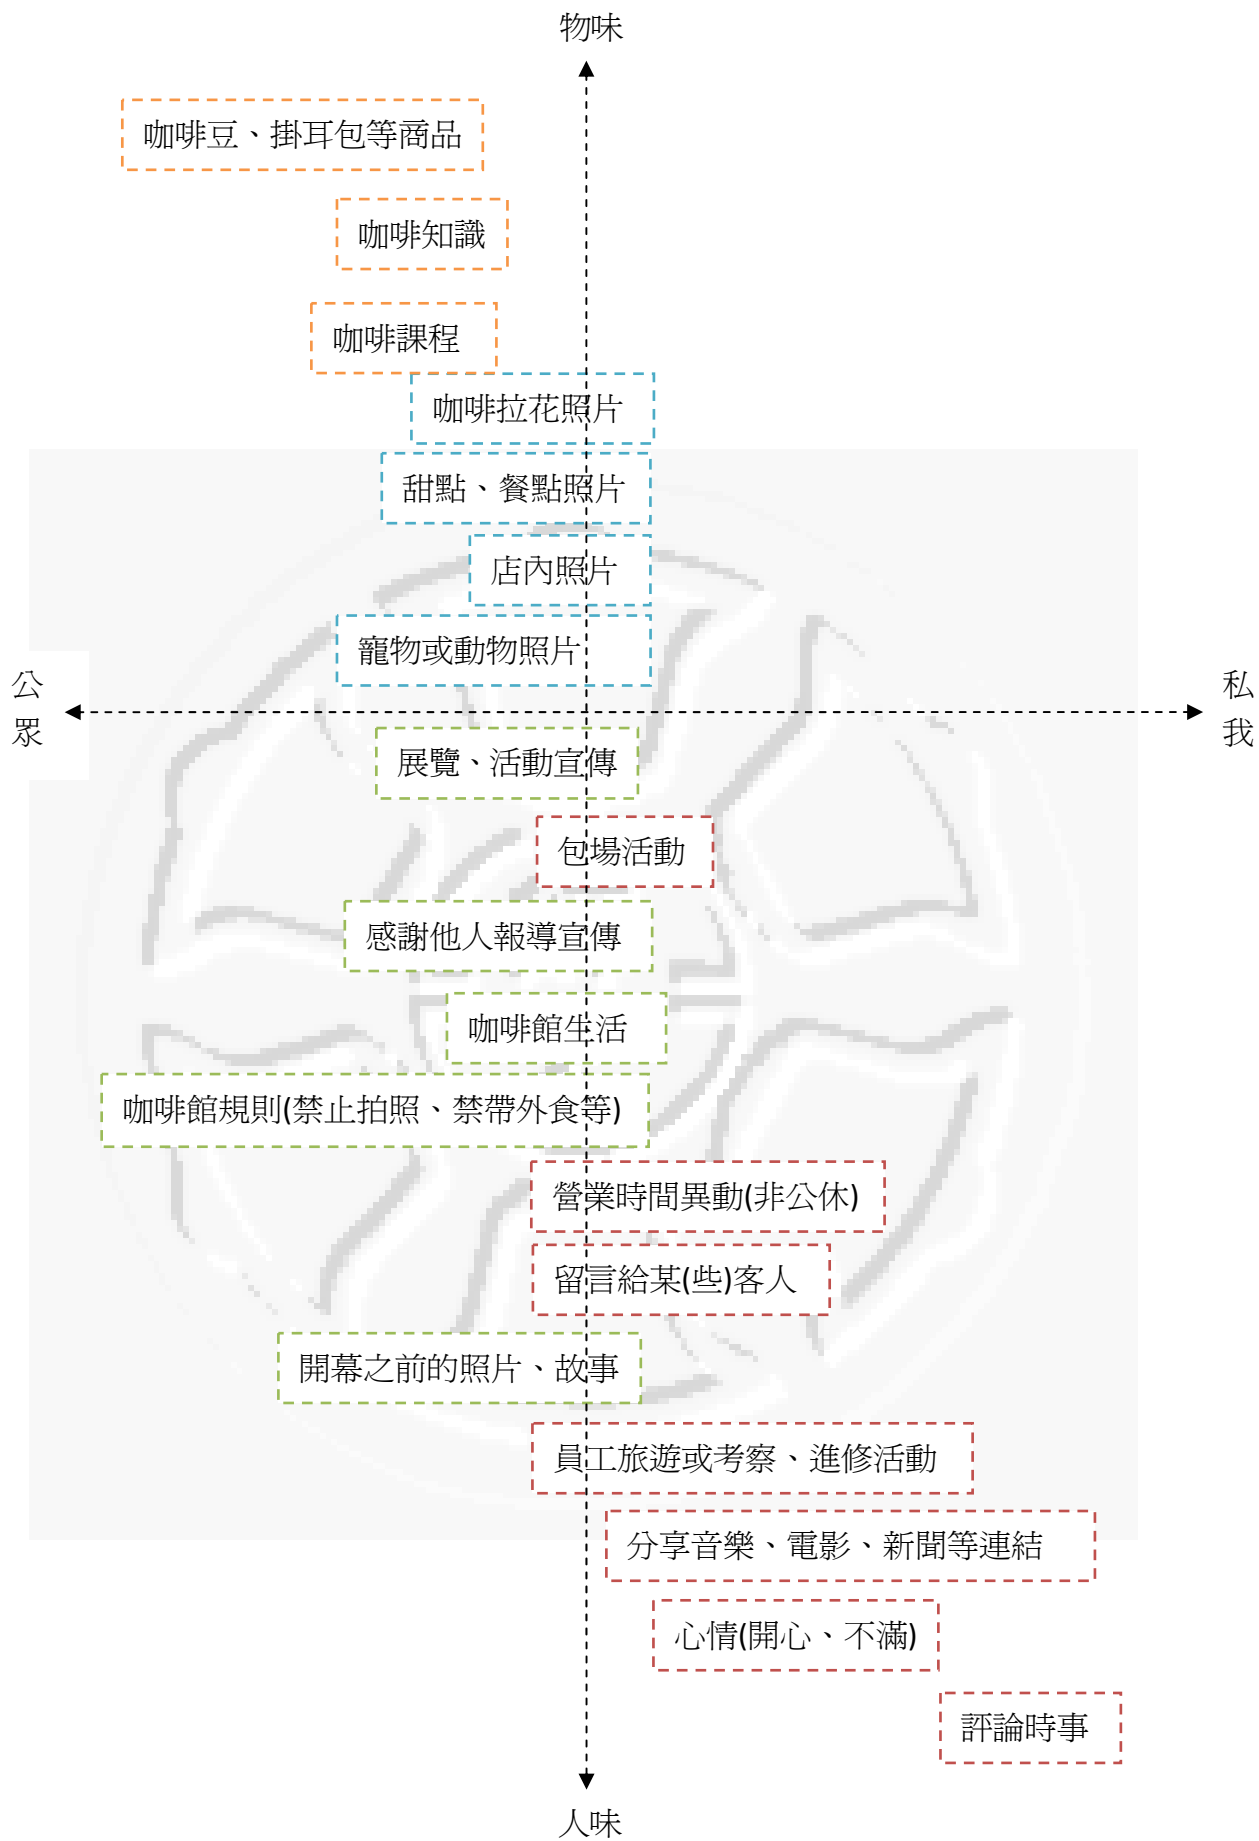 物味
咖啡豆、掛耳包等商品
咖啡知識
咖啡課程
咖啡拉花照片
甜點、餐點照片
店內照片
寵物或動物照片
公
眾
私
我
展覽、活動宣傳
包場活動
感謝他人報導宣傳
咖啡館生活
咖啡館規則(禁止拍照、禁帶外食等)
營業時間異動(非公休)
留言給某(些)客人
開幕之前的照片、故事
員工旅遊或考察、進修活動
分享音樂、電影、新聞等連結
心情(開心、不滿)
評論時事
人味